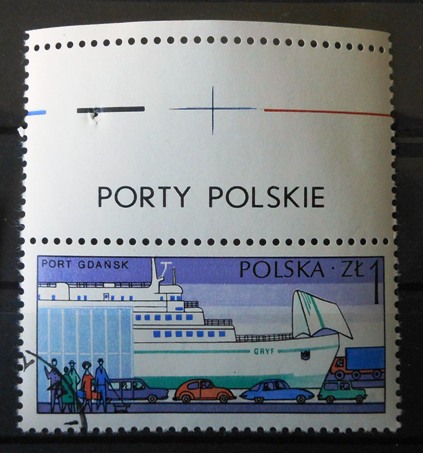 PORTY POLSKIE
PORT GDAŃSK
POLSKA · ZŁ 1
GRYF